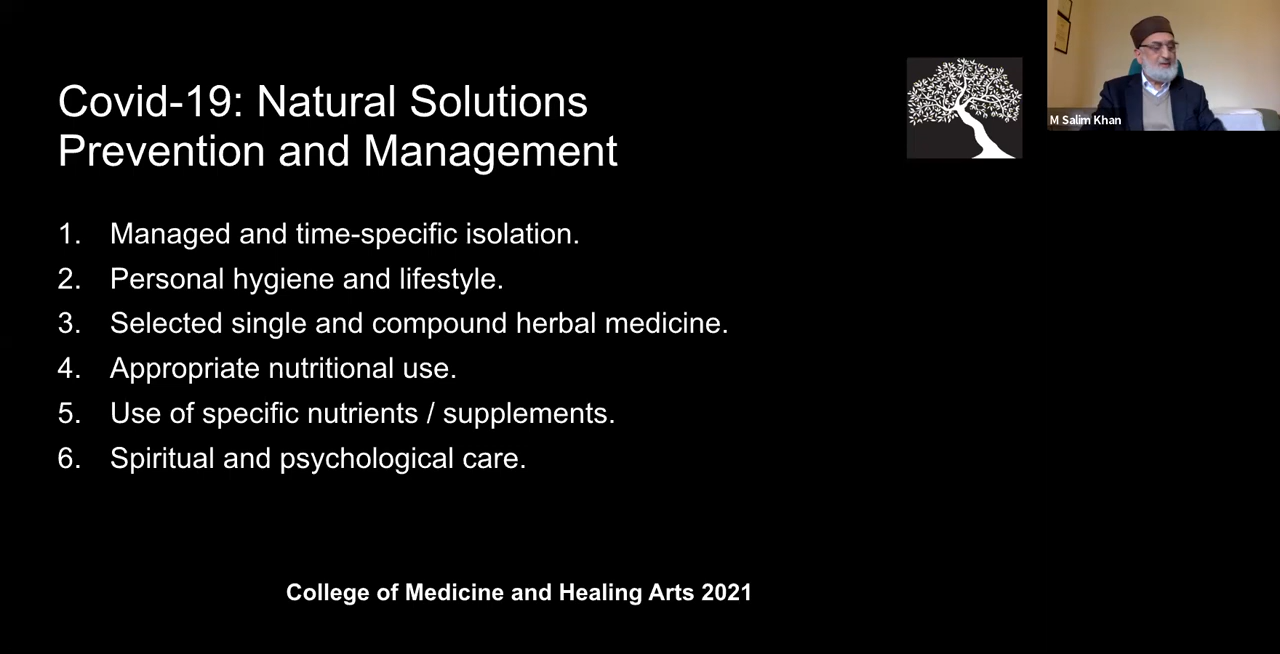 Covid-19: Natural Solutions
Prevention and Management
1. Managed and time-specific isolation.
2. Personal hygiene and lifestyle.
3. Selected single and compound herbal medicine.
4. Appropriate nutritional use.
5. Use of specific nutrients / supplements.
6. Spiritual and psychological care.
College of Medicine and Healing Arts 2021
M Salim Khan